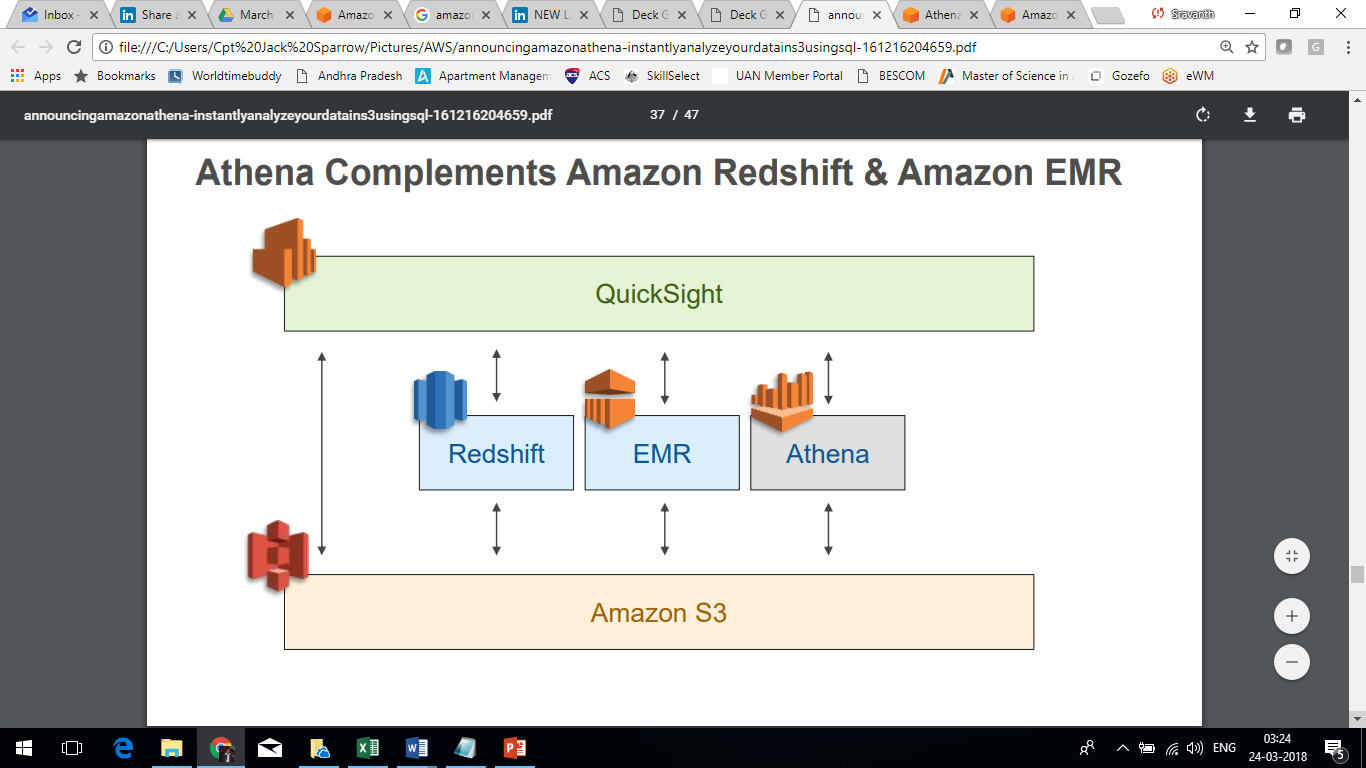 Inbox -
Share a
March
Amazo
amazo
NEW L
Deck G
Deck G
annou
Athena
Amazo
Sravanth
file:///C:/Users/Cpt%20Jack%20Sparrow/Pictures/AWS/announcingamazonathena-instantlyanalyzeyourdatains3usingsql-161216204659.pdf
Apps Bookmarks Worldtimebuddy Andhra Pradesh Apartment Managem ACS SkillSelect UAN Member Portal BESCOM Master of Science in Gozefo eWM
announcingamazonathena-instantlyanalyzeyourdatains3usingsql-161216204659.pdf 37 / 47
Athena Complements Amazon Redshift & Amazon EMR
QuickSight
Redshift EMR Athena
Amazon S3
ENG
03:24
24-03-2018
5